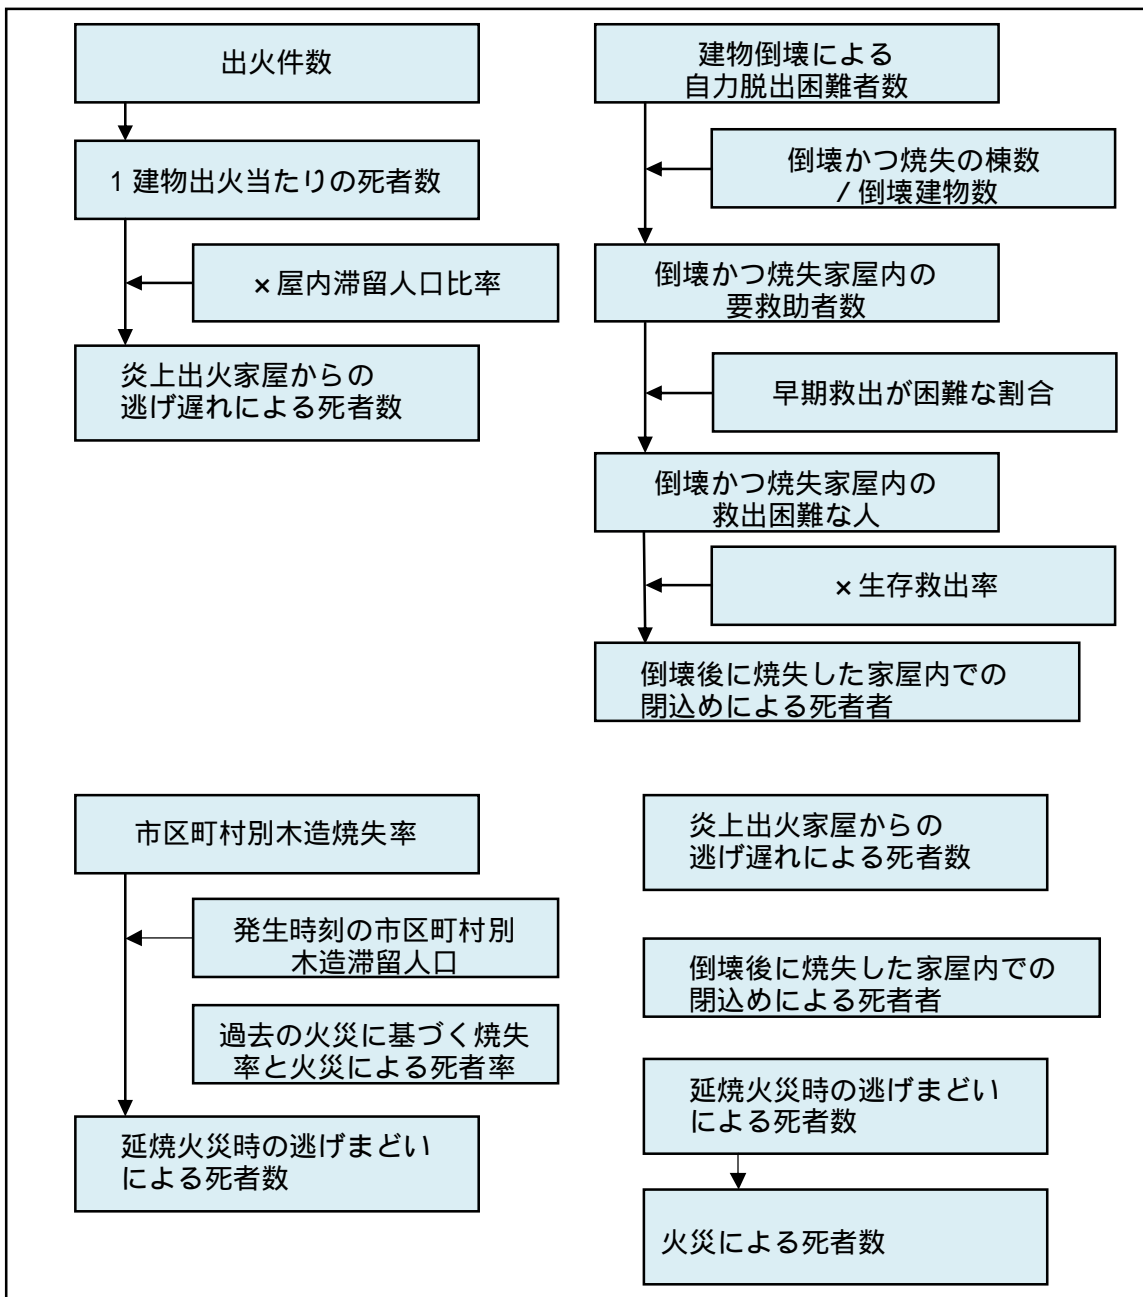 出火件数
1 建物出火当たりの死者数
×屋内滞留人口比率
炎上出火家屋からの
逃げ遅れによる死者数
建物倒壊による
自力脱出困難者数
倒壊かつ焼失の棟数
/ 倒壊建物数
倒壊かつ焼失家屋内の
要救助者数
早期救出が困難な割合
倒壊かつ焼失家屋内の
救出困難な人
×生存救出率
倒壊後に焼失した家屋内での
閉込めによる死者者
市区町村別木造焼失率
発生時刻の市区町村別
木造滞留人口
過去の火災に基づく焼失
率と火災による死者率
延焼火災時の逃げまどい
による死者数
炎上出火家屋からの
逃げ遅れによる死者数
倒壊後に焼失した家屋内での
閉込めによる死者者
延焼火災時の逃げまどい
による死者数
火災による死者数